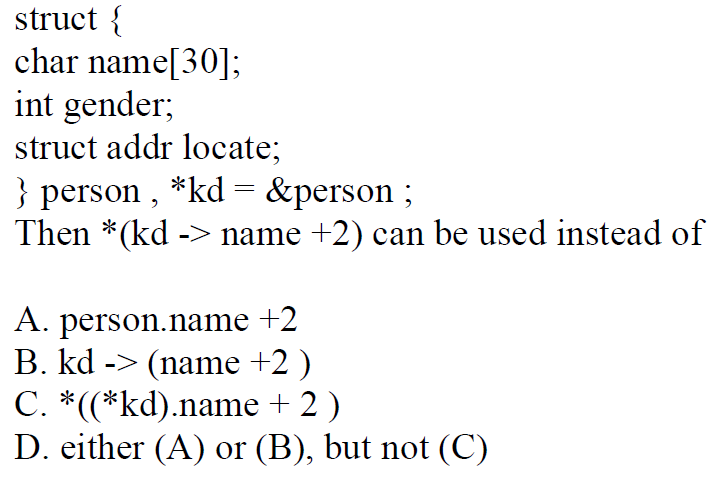 struct {
char name[30];
int gender;
struct addr locate;
} person , *kd = &person ;
Then *(kd -> name +2) can be used instead of
A. person.name +2
B. kd -> (name +2 )
C. *((*kd).name + 2 )
D. either (A) or (B), but not (C)